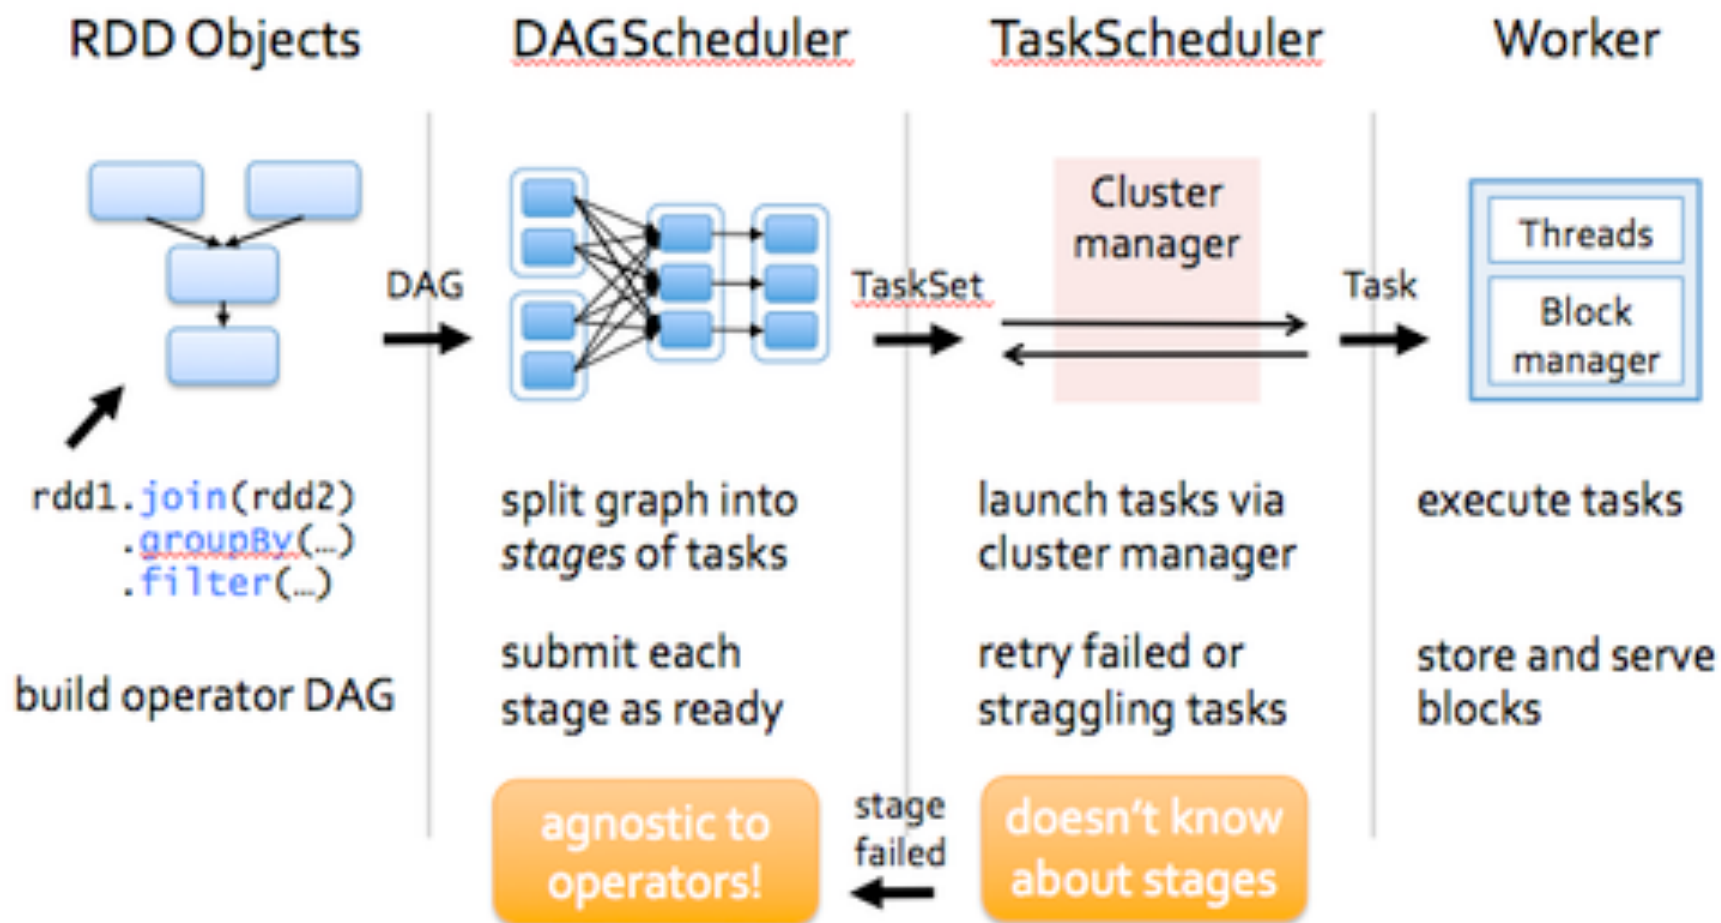 RDD Objects
DAGScheduler
TaskScheduler
Worker
DAG
TaskSet
Cluster
manager
Task
Threads
Block
manager
rdd1.join(rdd2)
.groupBy(…)
.filter(…)
build operator DAG
split graph into
stages of tasks
submit each
stage as ready
agnostic to
operators!
launch tasks via
cluster manager
retry failed or
straggling tasks
stage
failed
doesn't know
about stages
execute tasks
store and serve
blocks